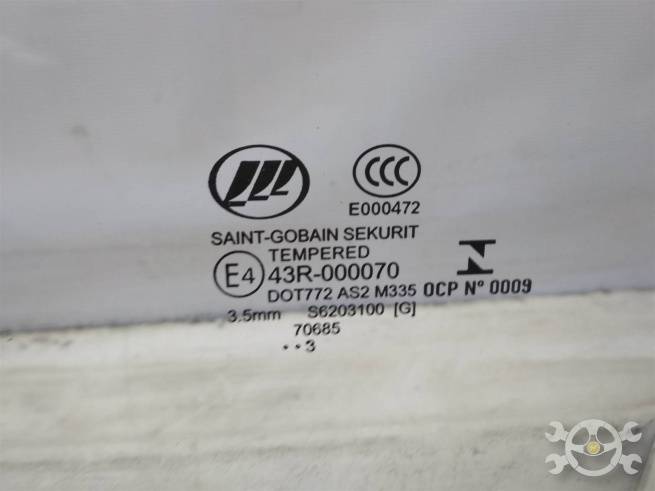 CCC
E000472
SAINT-GOBAIN SEKURIT
TEMPERED
E4 43R-000070
DOT772 AS2 M335 OCP Nº 0009
3.5mm S6203100 [G]
70685
••3